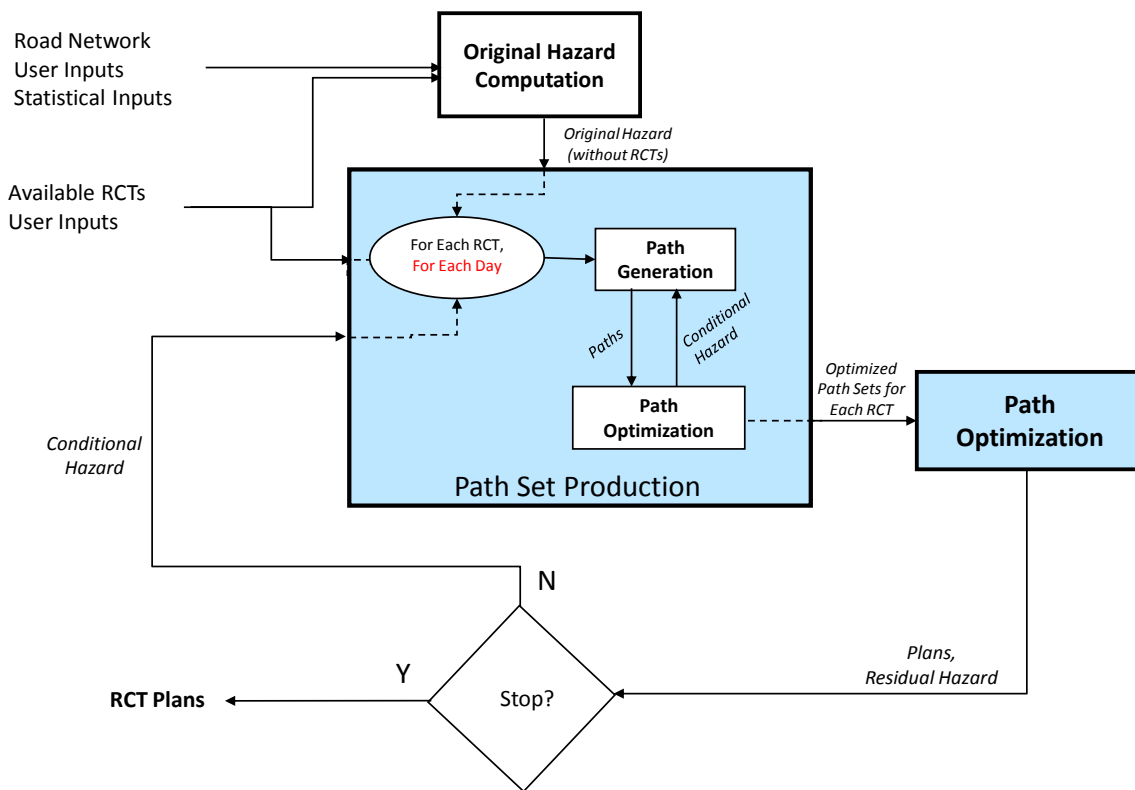 Road Network
User Inputs
Statistical Inputs
Original Hazard
Computation
Original Hazard
(without RCTs)
Available RCTs
User Inputs
For Each RCT,
For Each Day
Path
Generation
Paths
Conditional
Hazard
Path
Optimization
Path Set Production
Optimized
Path Sets for
Each RCT
Path
Optimization
Conditional
Hazard
N
Y
Stop?
RCT Plans
Plans,
Residual Hazard